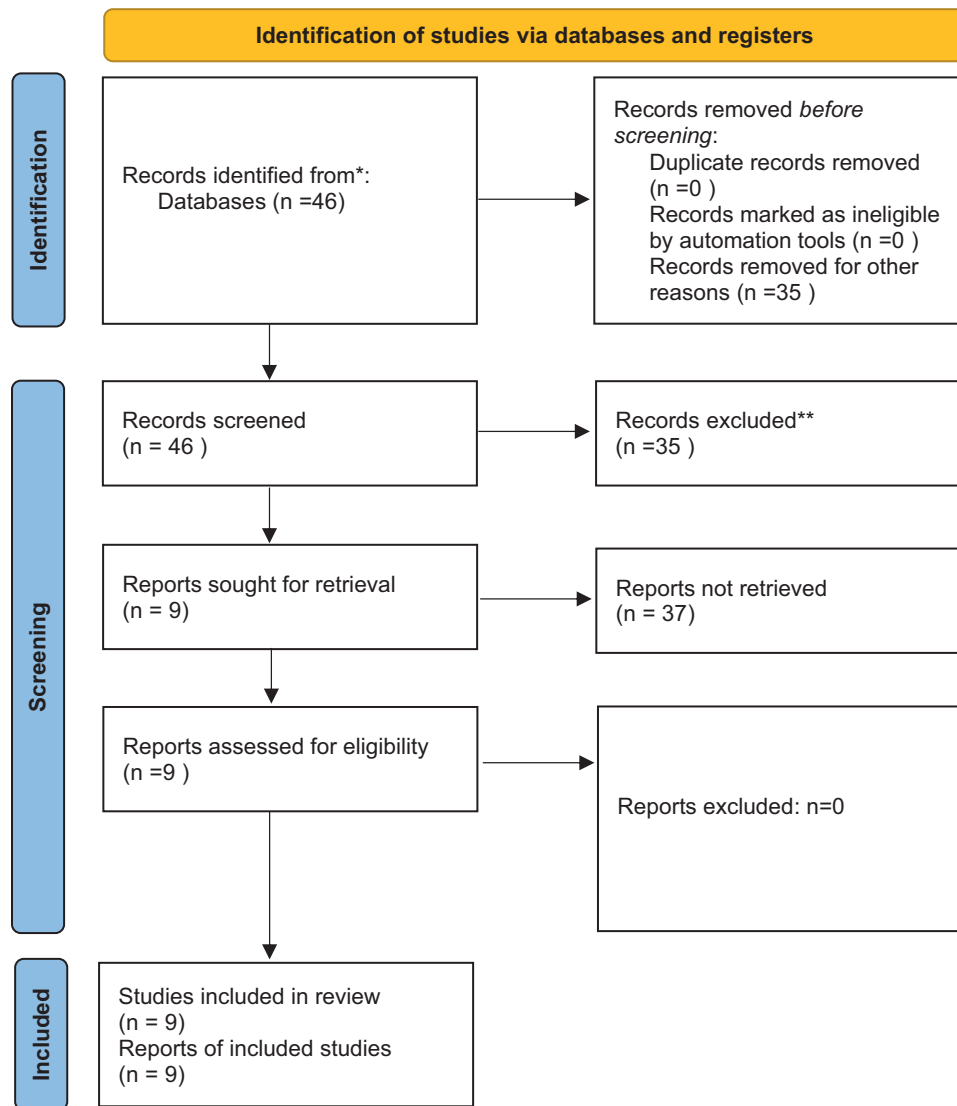 Identification of studies via databases and registers
Identification
Records identified from*:
Databases (n =46)
Records removed before
screening:
Duplicate records removed
(n =0 )
Records marked as ineligible
by automation tools (n =0 )
Records removed for other
reasons (n =35 )
Screening
Records screened
(n = 46 )
Records excluded**
(n =35 )
Reports sought for retrieval
(n = 9)
Reports not retrieved
(n = 37)
Reports assessed for eligibility
(n =9 )
Reports excluded: n=0
Included
Studies included in review
(n = 9)
Reports of included studies
(n = 9)